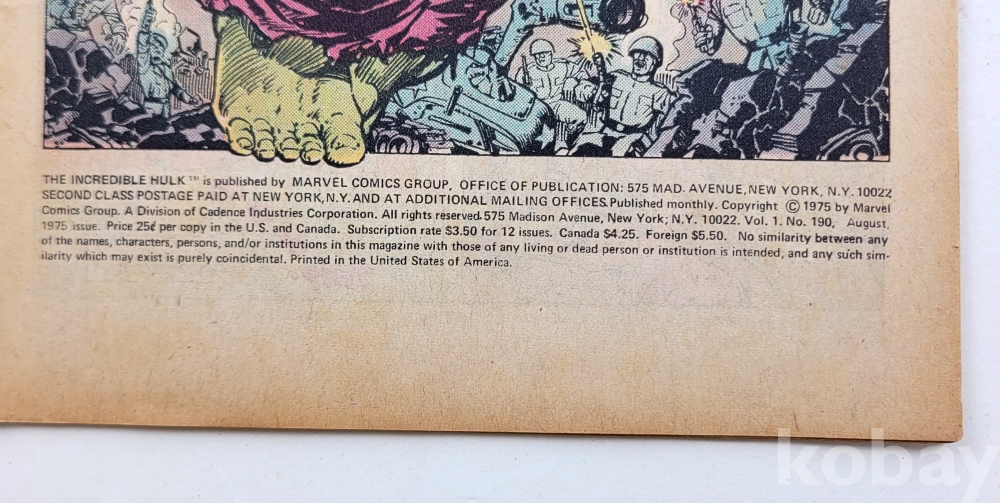 THE INCREDIBLE HULK ™ is published by MARVEL COMICS GROUP, OFFICE OF PUBLICATION: 575 MAD. AVENUE, NEW YORK, N.Y. 10022
SECOND CLASS POSTAGE PAID AT NEW YORK, N.Y. AND AT ADDITIONAL MAILING OFFICES. Published monthly. Copyright © 1975 by Marvel
Comics Group. A Division of Cadence Industries Corporation. All rights reserved. 575 Madison Avenue, New York, N.Y. 10022. Vol. 1. No. 190, August,
1975 issue. Price 25¢ per copy in the U.S. and Canada. Subscription rate $3.50 for 12 issues. Canada $4.25. Foreign $5.50. No similarity between any
of the names, characters, persons, and/or institutions in this magazine with those of any living or dead person or institution is intended, and any such sim-
ilarity which may exist is purely coincidental. Printed in the United States of America.
kobay